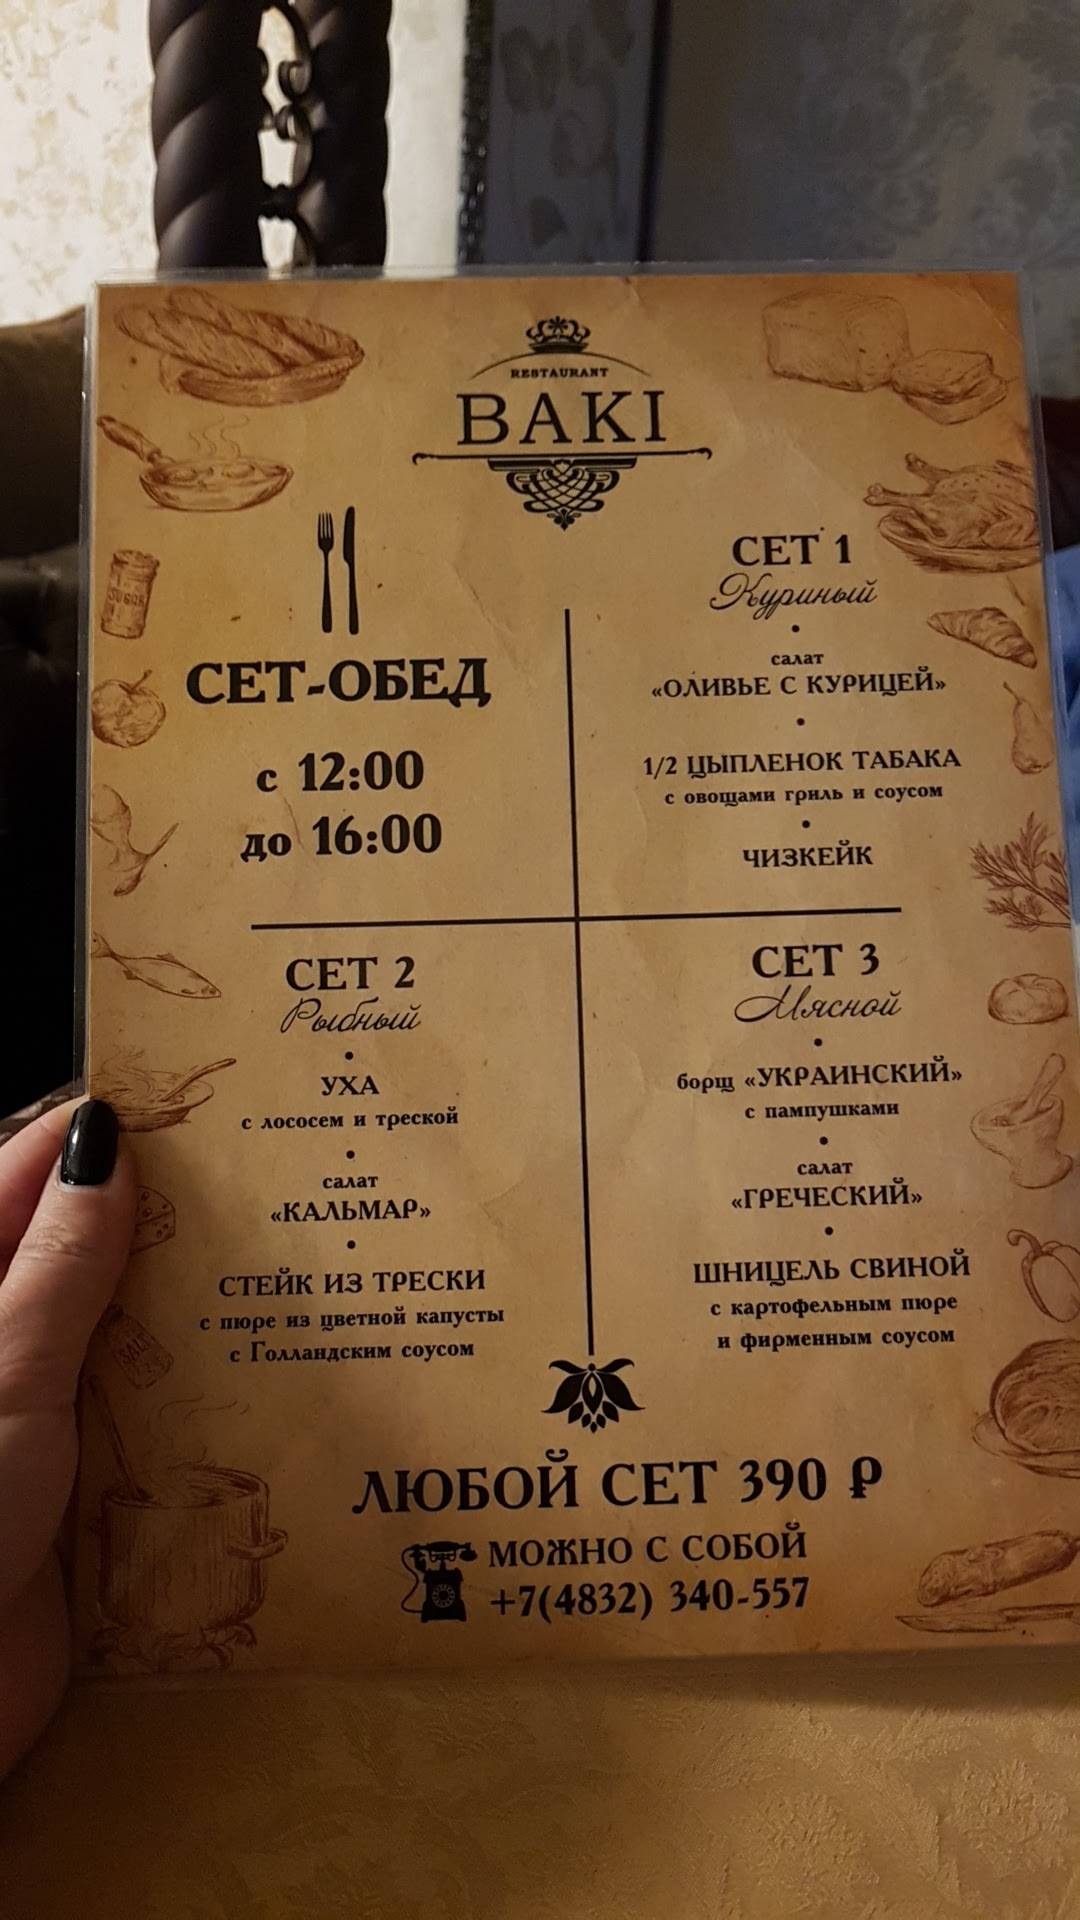 RESTAURANT
BAKI
СЕТ-ОБЕД
с 12:00
до 16:00
СЕТ 1
Куриный
салат
«ОЛИВЬЕ С КУРИЦЕЙ»
1/2 ЦЫПЛЕНОК ТАБАКА
с овощами гриль и соусом
ЧИЗКЕЙК
СЕТ 2
Рыбный
УХА
с лососем и треской
салат
«КАЛЬМАР»
СТЕЙК ИЗ ТРЕСКИ
с пюре из цветной капусты
с Голландским соусом
СЕТ 3
Мясной
борщ «УКРАИНСКИЙ»
с пампушками
салат
«ГРЕЧЕСКИЙ»
ШНИЦЕЛЬ СВИНОЙ
с картофельным пюре
и фирменным соусом
ЛЮБОЙ СЕТ 390 ₽
МОЖНО С СОБОЙ
+7(4832) 340-557
SUGAR
SALT